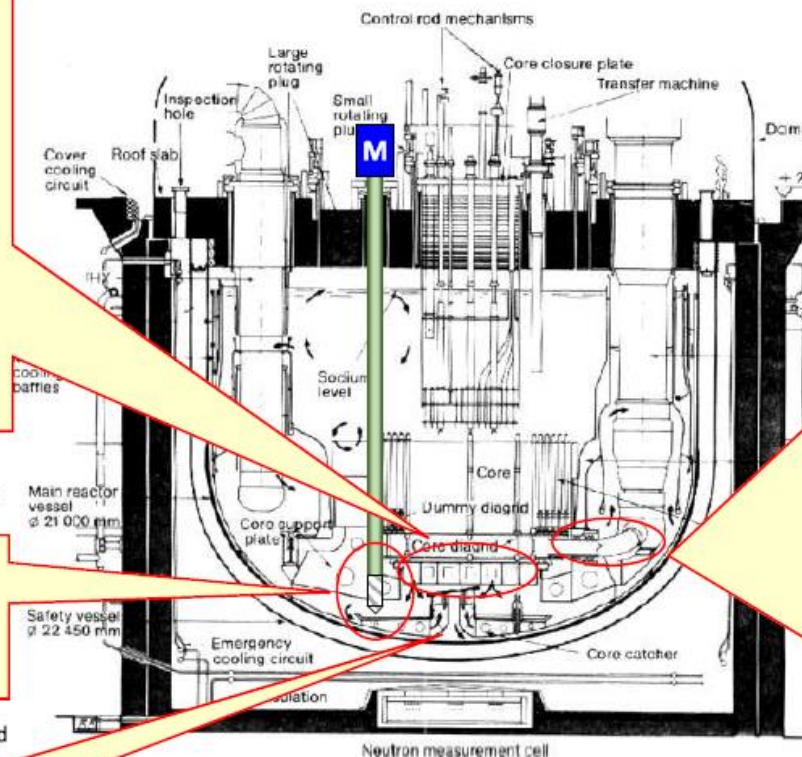 Control rod mechanisms
Large
rotating
plug
Core closure plate
Transfer machine
Inspection
hole
Small
rotating
M
Dom
Cover
cooling
circuit
Roof slab
+2
IHX
cooling
baffles
Sodium
level
Core
Main reactor
vessel
ø 21 000 mm
Dummy diagrid
Core support
plate
Core diagrid
Safety vessel
ø 22 450 mm
Emergency
cooling circuit
Core catcher
Neutron measurement cell